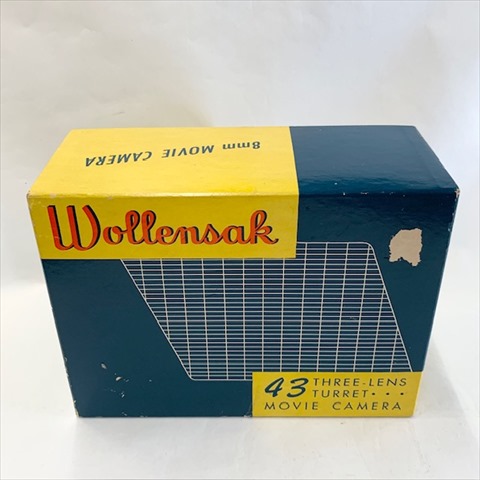 8mm MOVIE CAMERA
Wollensak
43 THREE-LENS
TURRET...
MOVIE CAMERA